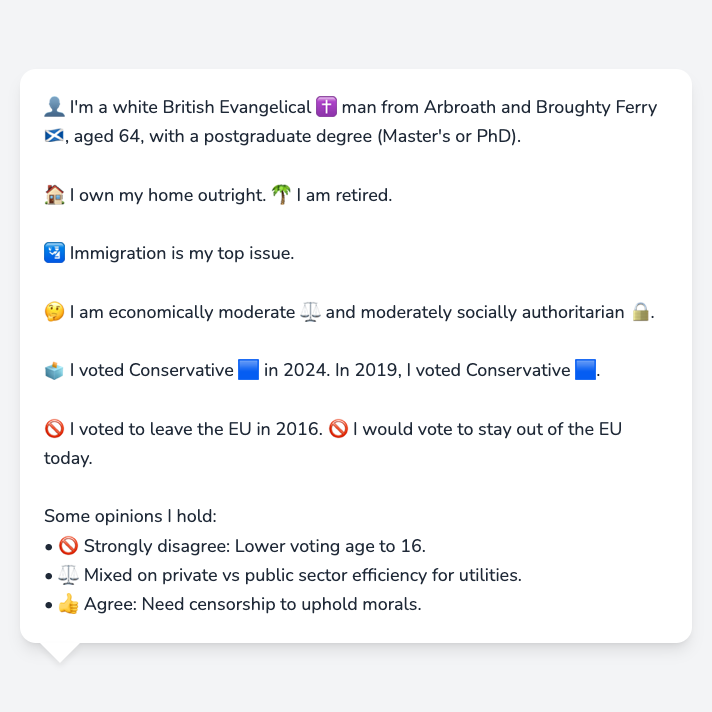 👤 I'm a white British Evangelical ✝️ man from Arbroath and Broughty Ferry
🏴󠁧󠁢󠁳󠁣󠁴󠁿, aged 64, with a postgraduate degree (Master's or PhD).
🏠 I own my home outright. 🌴 I am retired.
🛂 Immigration is my top issue.
🤔 I am economically moderate ⚖️ and moderately socially authoritarian 🔒.
🗳️ I voted Conservative 🟦 in 2024. In 2019, I voted Conservative 🟦.
🚫 I voted to leave the EU in 2016. 🚫 I would vote to stay out of the EU
today.
Some opinions I hold:
• 🚫 Strongly disagree: Lower voting age to 16.
• ⚖️ Mixed on private vs public sector efficiency for utilities.
• 👍 Agree: Need censorship to uphold morals.